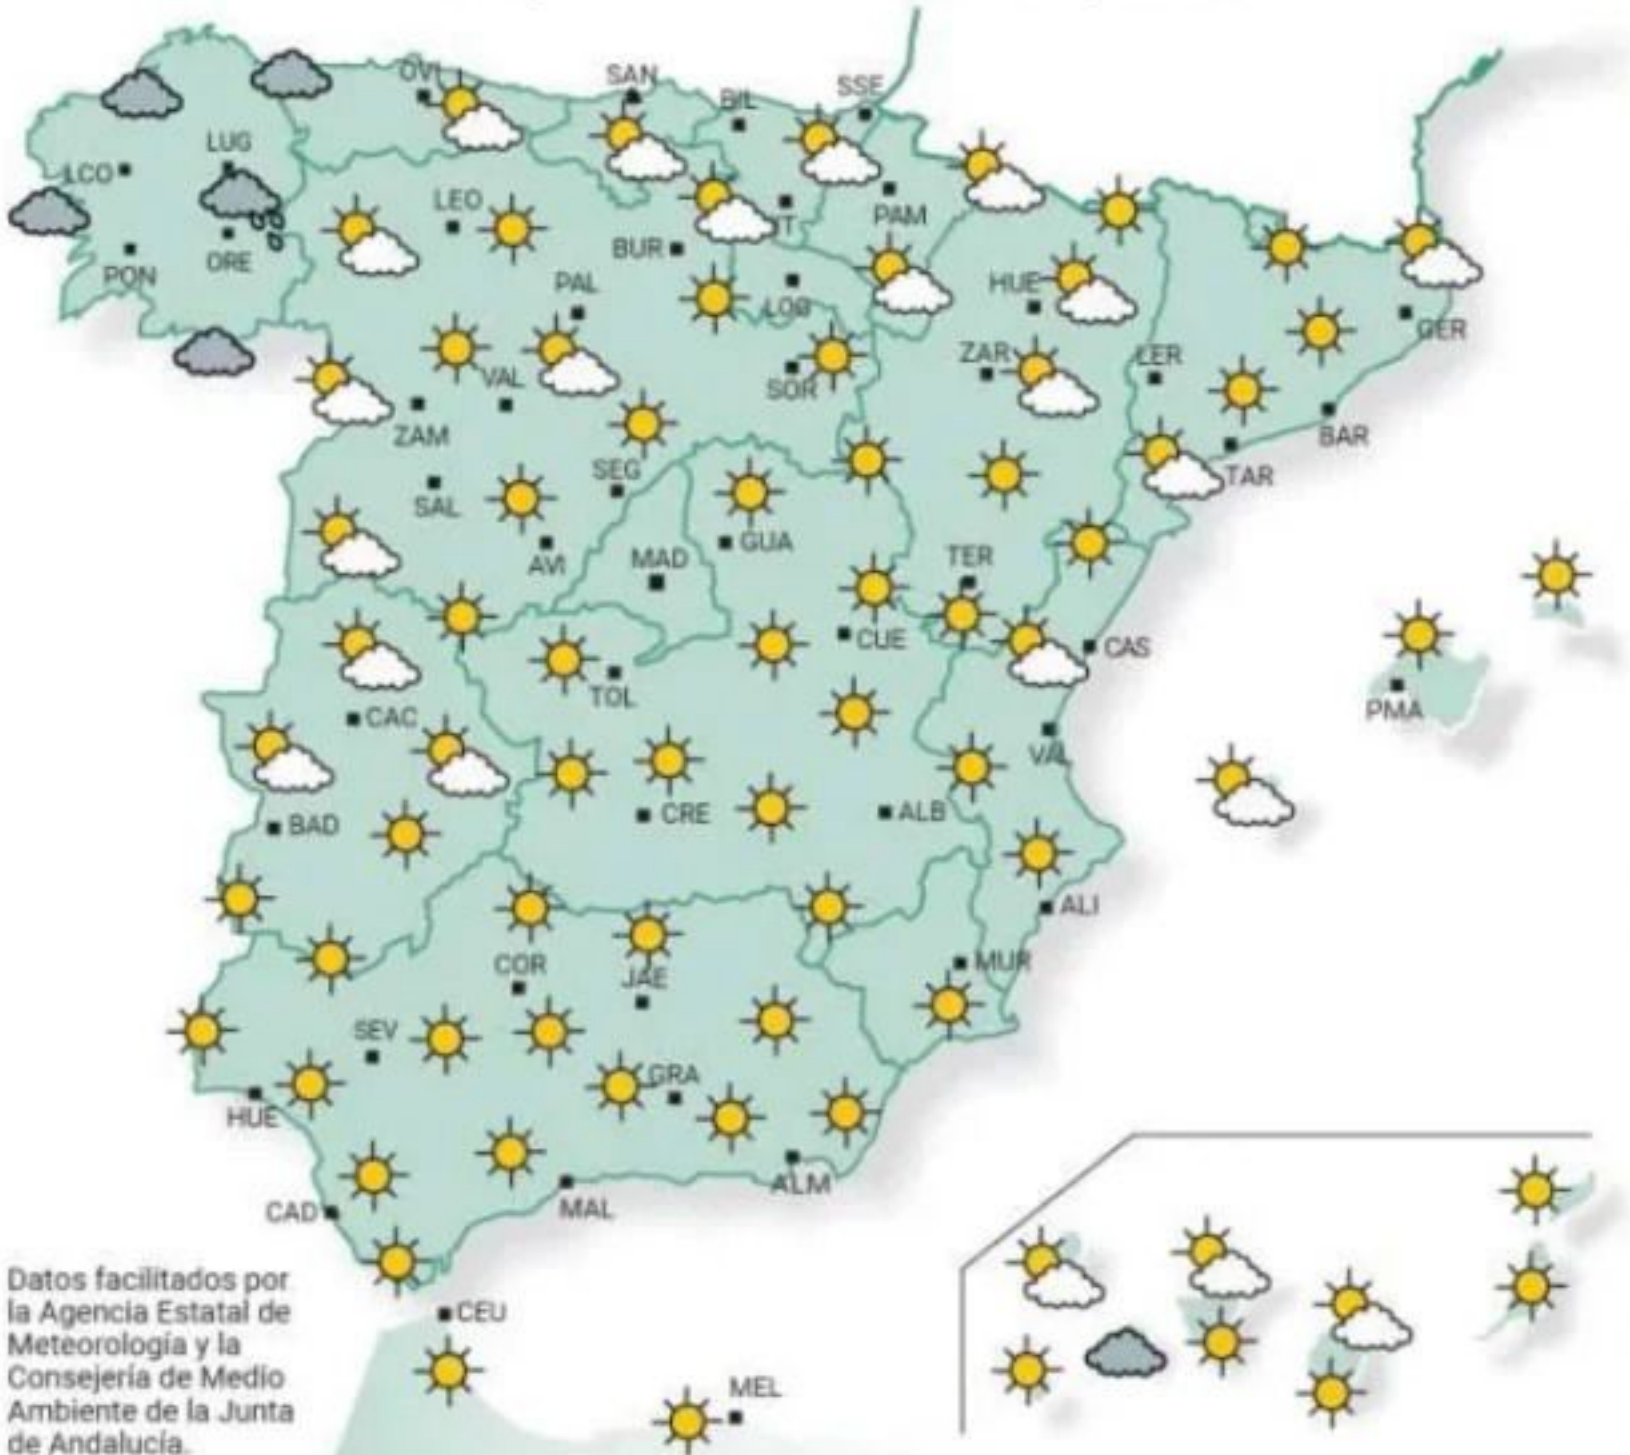 OVI
SAN
BIL
SSE
LUG
LCO
LEO
PAM
BUR
PON
ORE
PAL
HUE
LOG
GER
ZAR
LER
VAL
SOR
ZAM
BAR
SEG
TAR
SAL
AVI
MAD
GUA
TER
CUE
CAS
TOL
PMA
CAC
VAL
BAD
CRE
ALB
ALI
COR
JAE
MUR
SEV
GRA
HUE
ALM
CAD
MAL
CEU
MEL
Datos facilitados por
la Agencia Estatal de
Meteorología y la
Consejería de Medio
Ambiente de la Junta
de Andalucía.